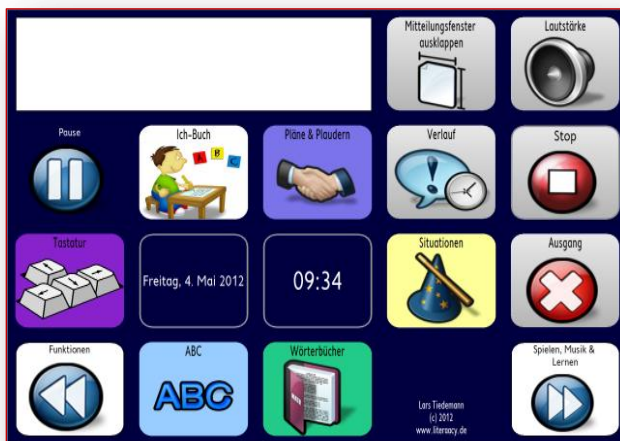 Mitteilungsfenster
ausklappen
Lautstärke
Pause
Ich-Buch
A B C
Pläne & Plaudern
Verlauf
Stop
Tastatur
Freitag, 4. Mai 2012
09:34
Situationen
Ausgang
Funktionen
ABC
ABC
Wörterbücher
Lars Tiedemann
(c) 2012
www.literaacy.de
Spielen, Musik &
Lernen